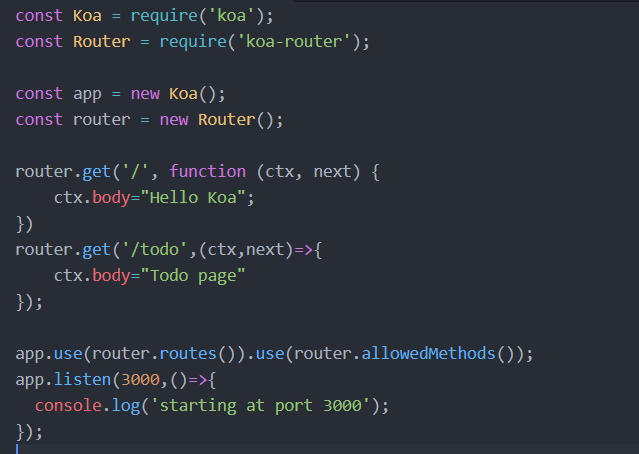 const Koa = require('koa');
const Router = require('koa-router');
const app = new Koa();
const router = new Router();
router.get('/', function (ctx, next) {
    ctx.body="Hello Koa";
})
router.get('/todo',(ctx,next)=>{
    ctx.body="Todo page"
});
app.use(router.routes()).use(router.allowedMethods());
app.listen(3000,()=>{
  console.log('starting at port 3000');
});